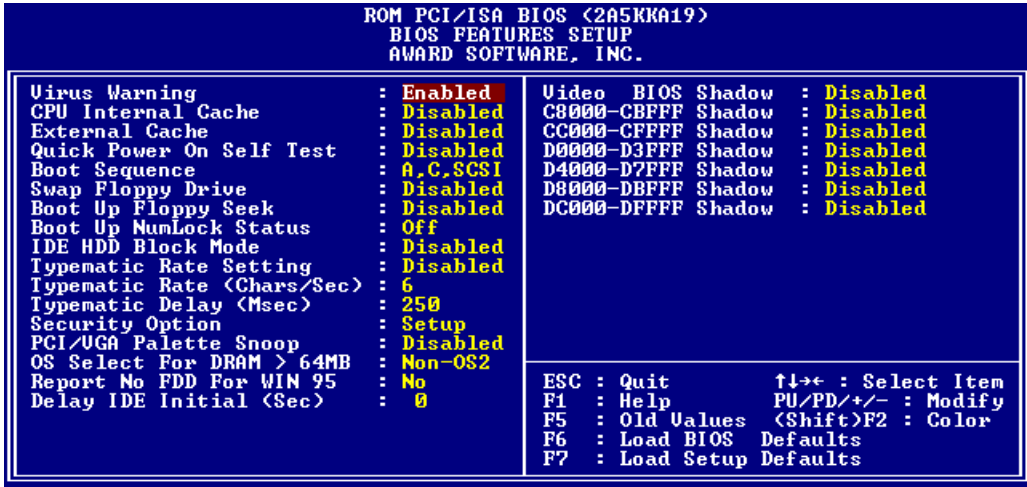 ROM PCI/ISA BIOS (2A5KKA19)
BIOS FEATURES SETUP
AWARD SOFTWARE, INC.
Virus Warning : Enabled
CPU Internal Cache : Disabled
External Cache : Disabled
Quick Power On Self Test : Disabled
Boot Sequence : A,C,SCSI
Swap Floppy Drive : Disabled
Boot Up Floppy Seek : Disabled
Boot Up NumLock Status : Off
IDE HDD Block Mode : Disabled
Typematic Rate Setting : Disabled
Typematic Rate (Chars/Sec) : 6
Typematic Delay (Msec) : 250
Security Option : Setup
PCI/VGA Palette Snoop : Disabled
OS Select For DRAM > 64MB : Non-OS2
Report No FDD For WIN 95 : No
Delay IDE Initial (Sec) : 0
Video BIOS Shadow : Disabled
C8000-CBFFF Shadow : Disabled
CC000-CFFFF Shadow : Disabled
D0000-D3FFF Shadow : Disabled
D4000-D7FFF Shadow : Disabled
D8000-DBFFF Shadow : Disabled
DC000-DFFFF Shadow : Disabled
ESC : Quit ↑↓→← : Select Item
F1 : Help PU/PD/+/- : Modify
F5 : Old Values (Shift)F2 : Color
F6 : Load BIOS Defaults
F7 : Load Setup Defaults